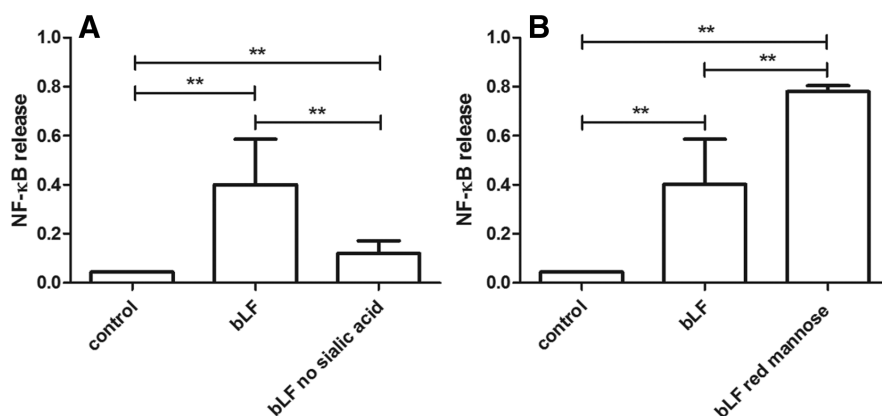 A
NF-κB release
1.0
0.8
0.6
0.4
0.2
0.0
**
**
**
control
bLF
bLF no sialic acid
B
NF-κB release
1.0
0.8
0.6
0.4
0.2
0.0
**
**
**
control
bLF
bLF red mannose